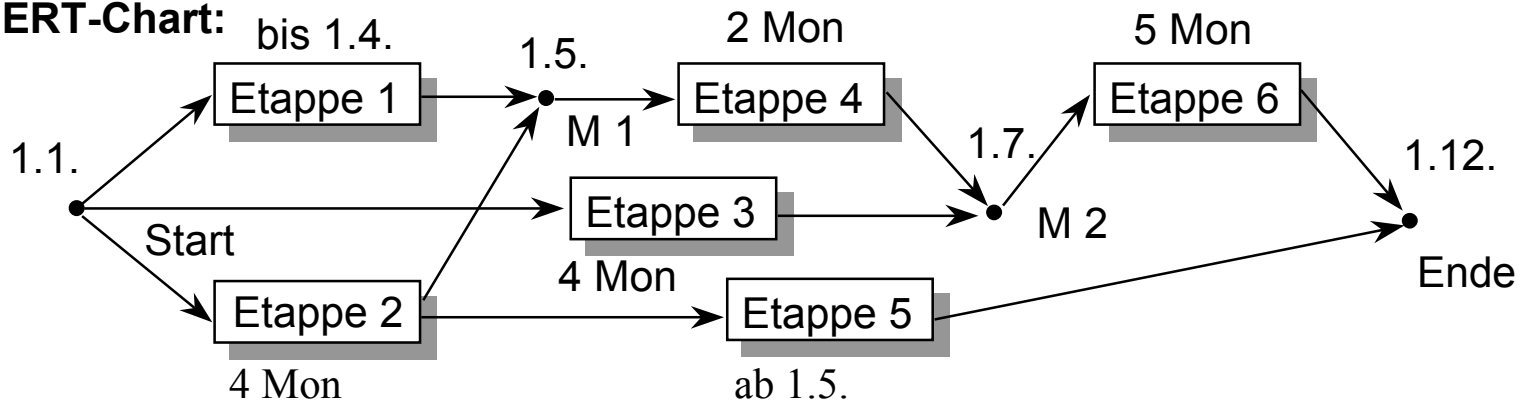 ERT-Chart:
bis 1.4.
2 Mon
5 Mon
1.5.
Etappe 1
Etappe 4
Etappe 6
M 1
1.1.
1.7.
1.12.
Etappe 3
M 2
Start
4 Mon
Ende
Etappe 2
Etappe 5
4 Mon
ab 1.5.